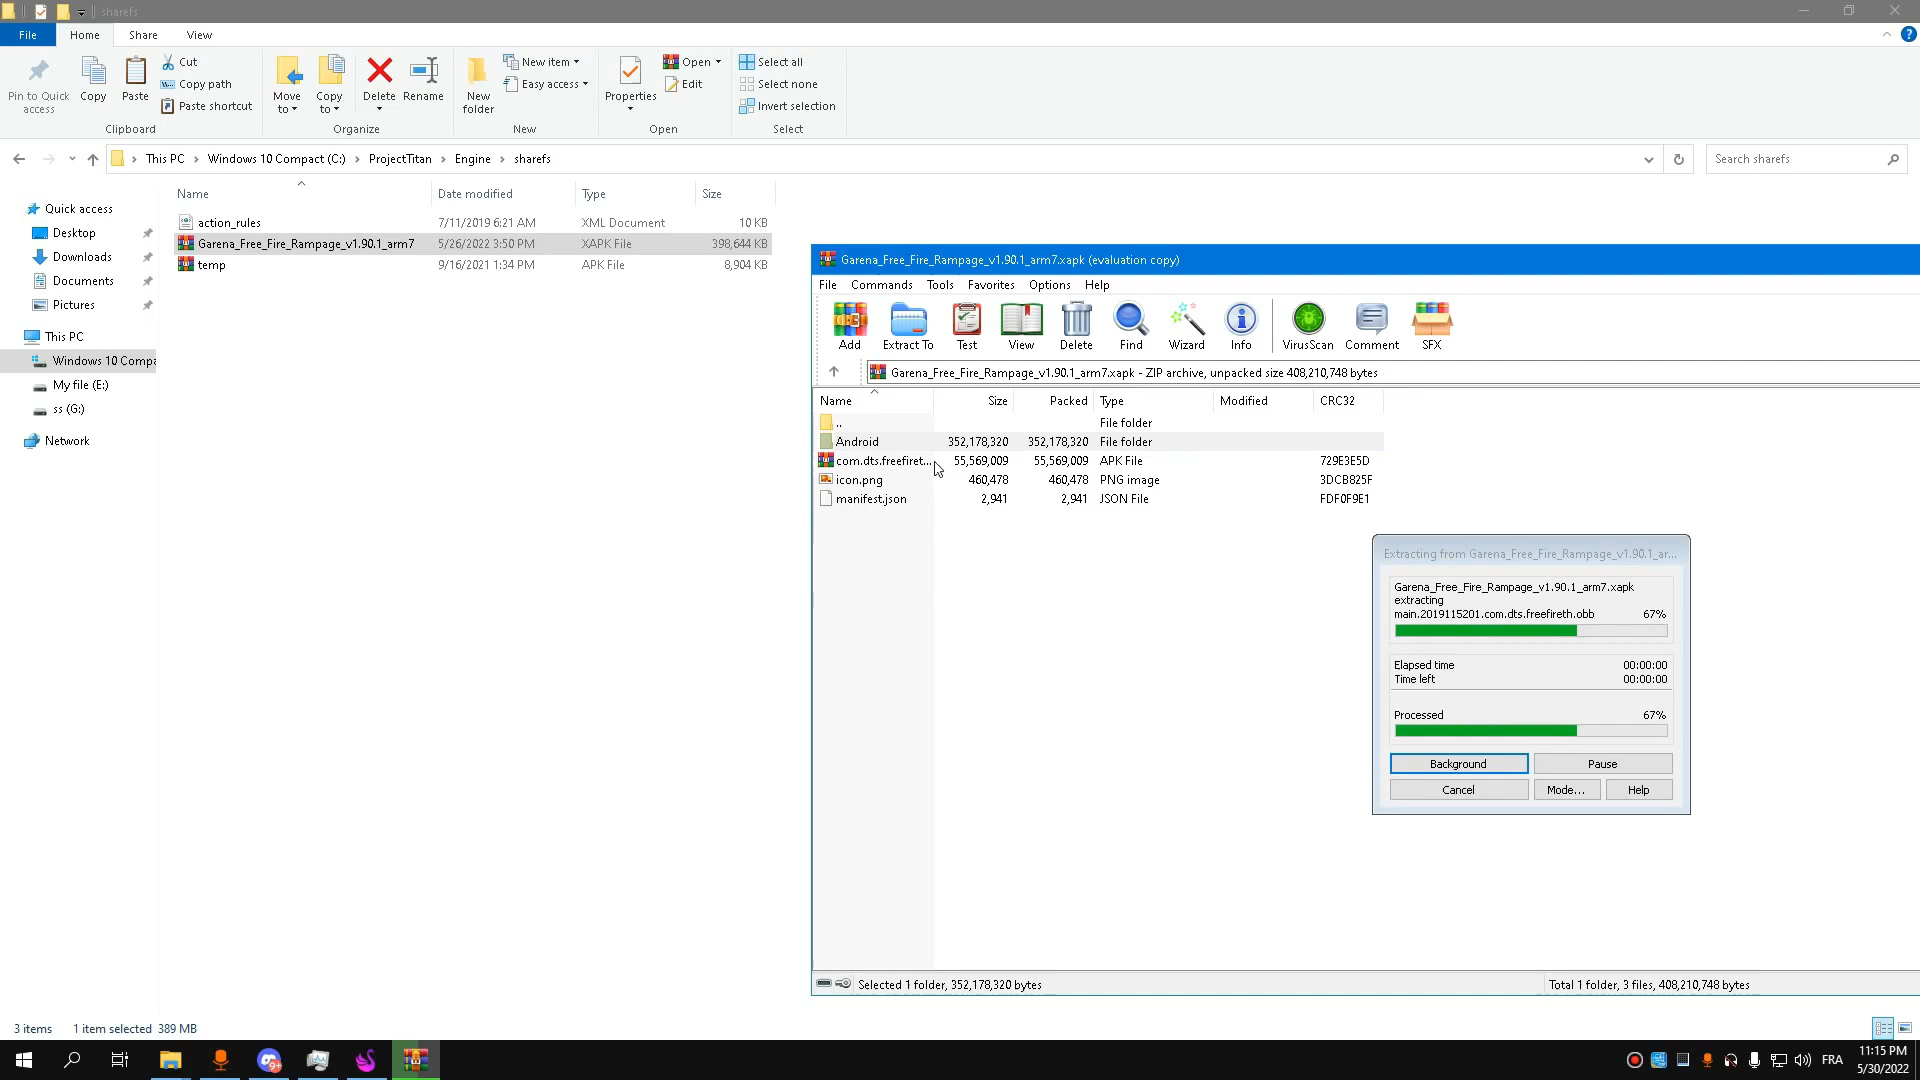 sharefs
File Home Share View
Pin to Quick access
Copy
Paste
Cut
Copy path
Paste shortcut
Clipboard
Move to
Copy to
Delete
Rename
Organize
New folder
New item
Easy access
New
Properties
Open
Edit
Open
Select all
Select none
Invert selection
Select
This PC Windows 10 Compact (C:) ProjectTitan Engine sharefs
Search sharefs
Name Date modified Type Size
action_rules 7/11/2019 6:21 AM XML Document 10 KB
Garena_Free_Fire_Rampage_v1.90.1_arm7 5/26/2022 3:50 PM XAPK File 398,644 KB
temp 9/16/2021 1:34 PM APK File 8,904 KB
Quick access
Desktop
Downloads
Documents
Pictures
This PC
Windows 10 Compa
My file (E:)
ss (G:)
Network
Garena_Free_Fire_Rampage_v1.90.1_arm7.xapk (evaluation copy)
File Commands Tools Favorites Options Help
Add Extract To Test View Delete Find Wizard Info VirusScan Comment SFX
Garena_Free_Fire_Rampage_v1.90.1_arm7.xapk - ZIP archive, unpacked size 408,210,748 bytes
Name Size Packed Type Modified CRC32
.. File folder
Android 352,178,320 352,178,320 File folder
com.dts.freefiret... 55,569,009 55,569,009 APK File 729E3E5D
icon.png 460,478 460,478 PNG image 3DCB825F
manifest.json 2,941 2,941 JSON File FDF0F9E1
Extracting from Garena_Free_Fire_Rampage_v1.90.1_ar...
Garena_Free_Fire_Rampage_v1.90.1_arm7.xapk
extracting
main.2019115201.com.dts.freefireth.obb 67%
Elapsed time 00:00:00
Time left 00:00:00
Processed 67%
Background Pause
Cancel Mode... Help
Selected 1 folder, 352,178,320 bytes
Total 1 folder, 3 files, 408,210,748 bytes
3 items 1 item selected 389 MB
9+
FRA
11:15 PM
5/30/2022